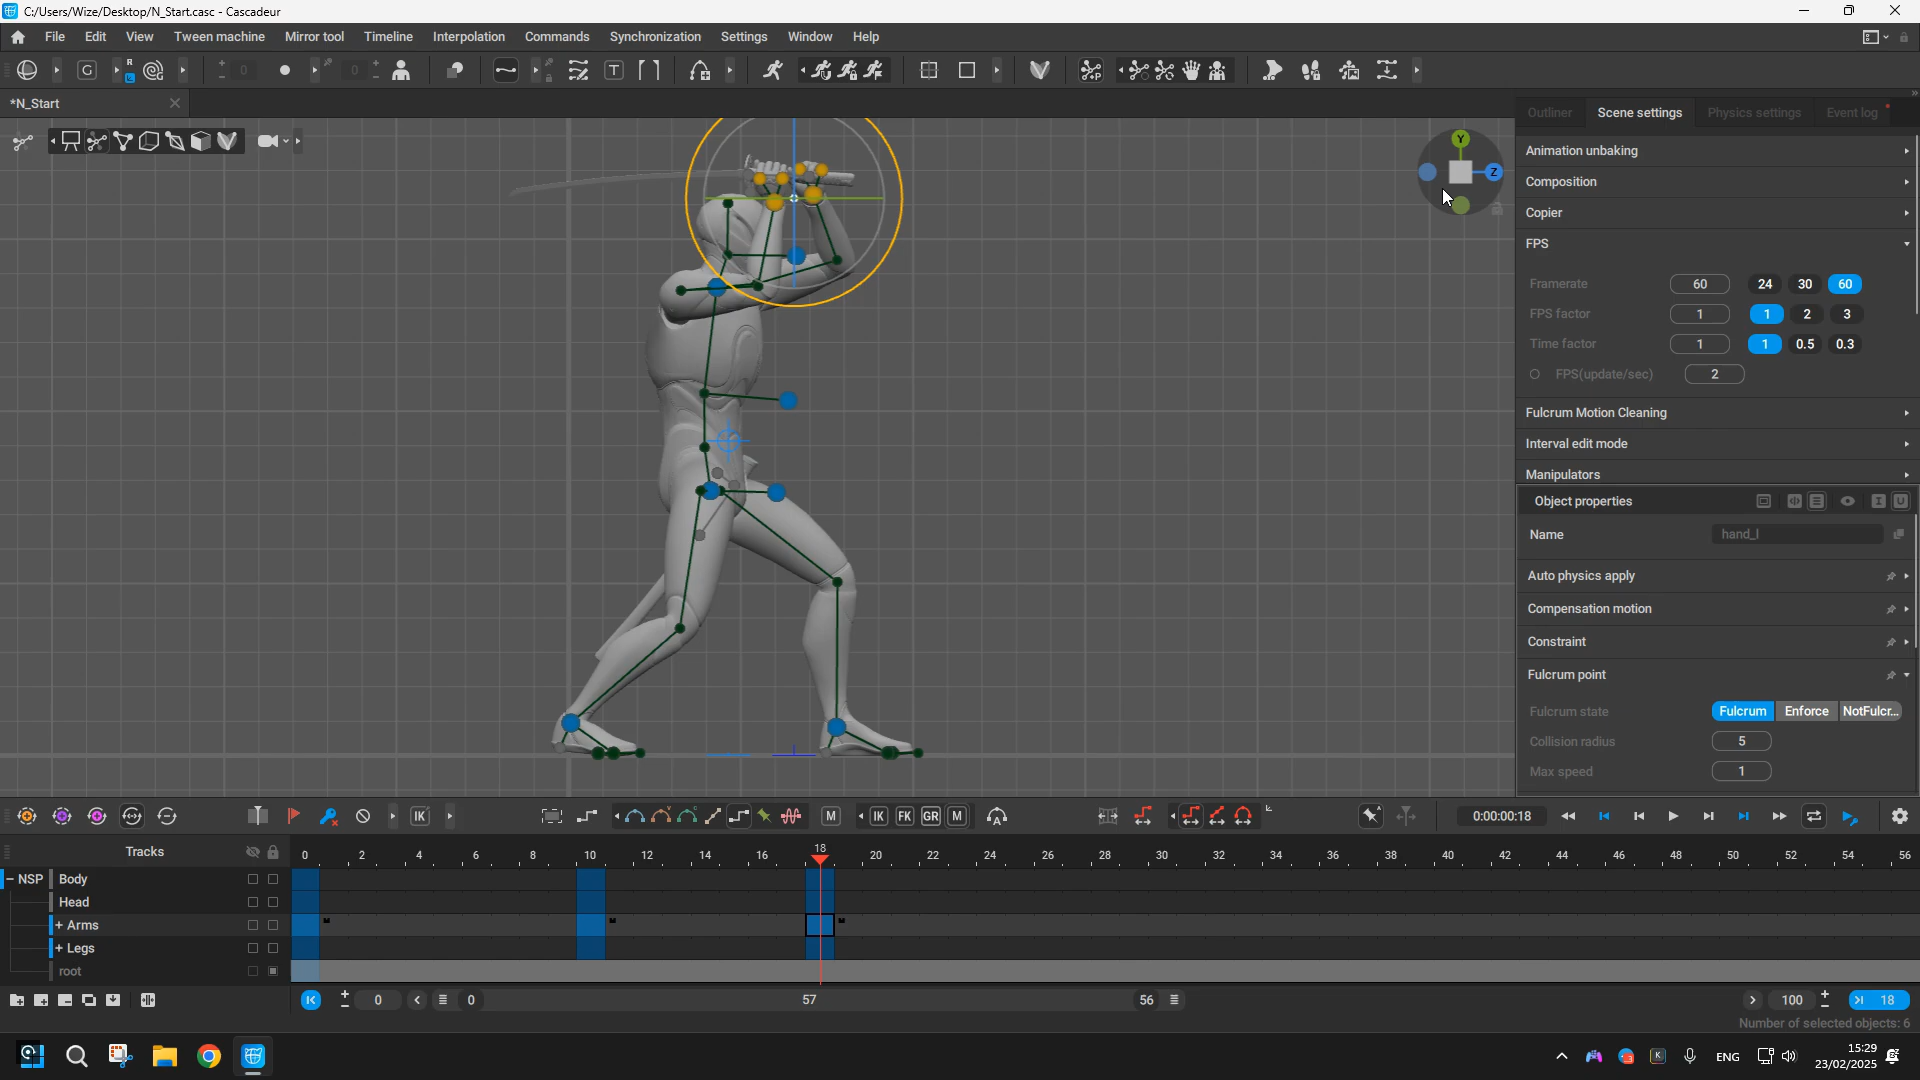 C:/Users/Wize/Desktop/N_Start.casc - Cascadeur
File Edit View Tween machine Mirror tool Timeline Interpolation Commands Synchronization Settings Window Help
G R 0 0 T P
*N_Start
Outliner Scene settings Physics settings Event log
Y
Z
Animation unbaking
Composition
Copier
FPS
Framerate 60 24 30 60
FPS factor 1 1 2 3
Time factor 1 1 0.5 0.3
FPS(update/sec) 2
Fulcrum Motion Cleaning
Interval edit mode
Manipulators
Object properties
Name hand_l
Auto physics apply
Compensation motion
Constraint
Fulcrum point
Fulcrum state Fulcrum Enforce NotFulcr...
Collision radius 5
Max speed 1
IK M IK FK GR M A 0:00:00:18
Tracks 0 2 4 6 8 10 12 14 16 18 20 22 24 26 28 30 32 34 36 38 40 42 44 46 48 50 52 54 56
NSP Body
Head
+ Arms
+ Legs
root
0 0 57 56 100 18
Number of selected objects: 6
ENG 15:29
23/02/2025